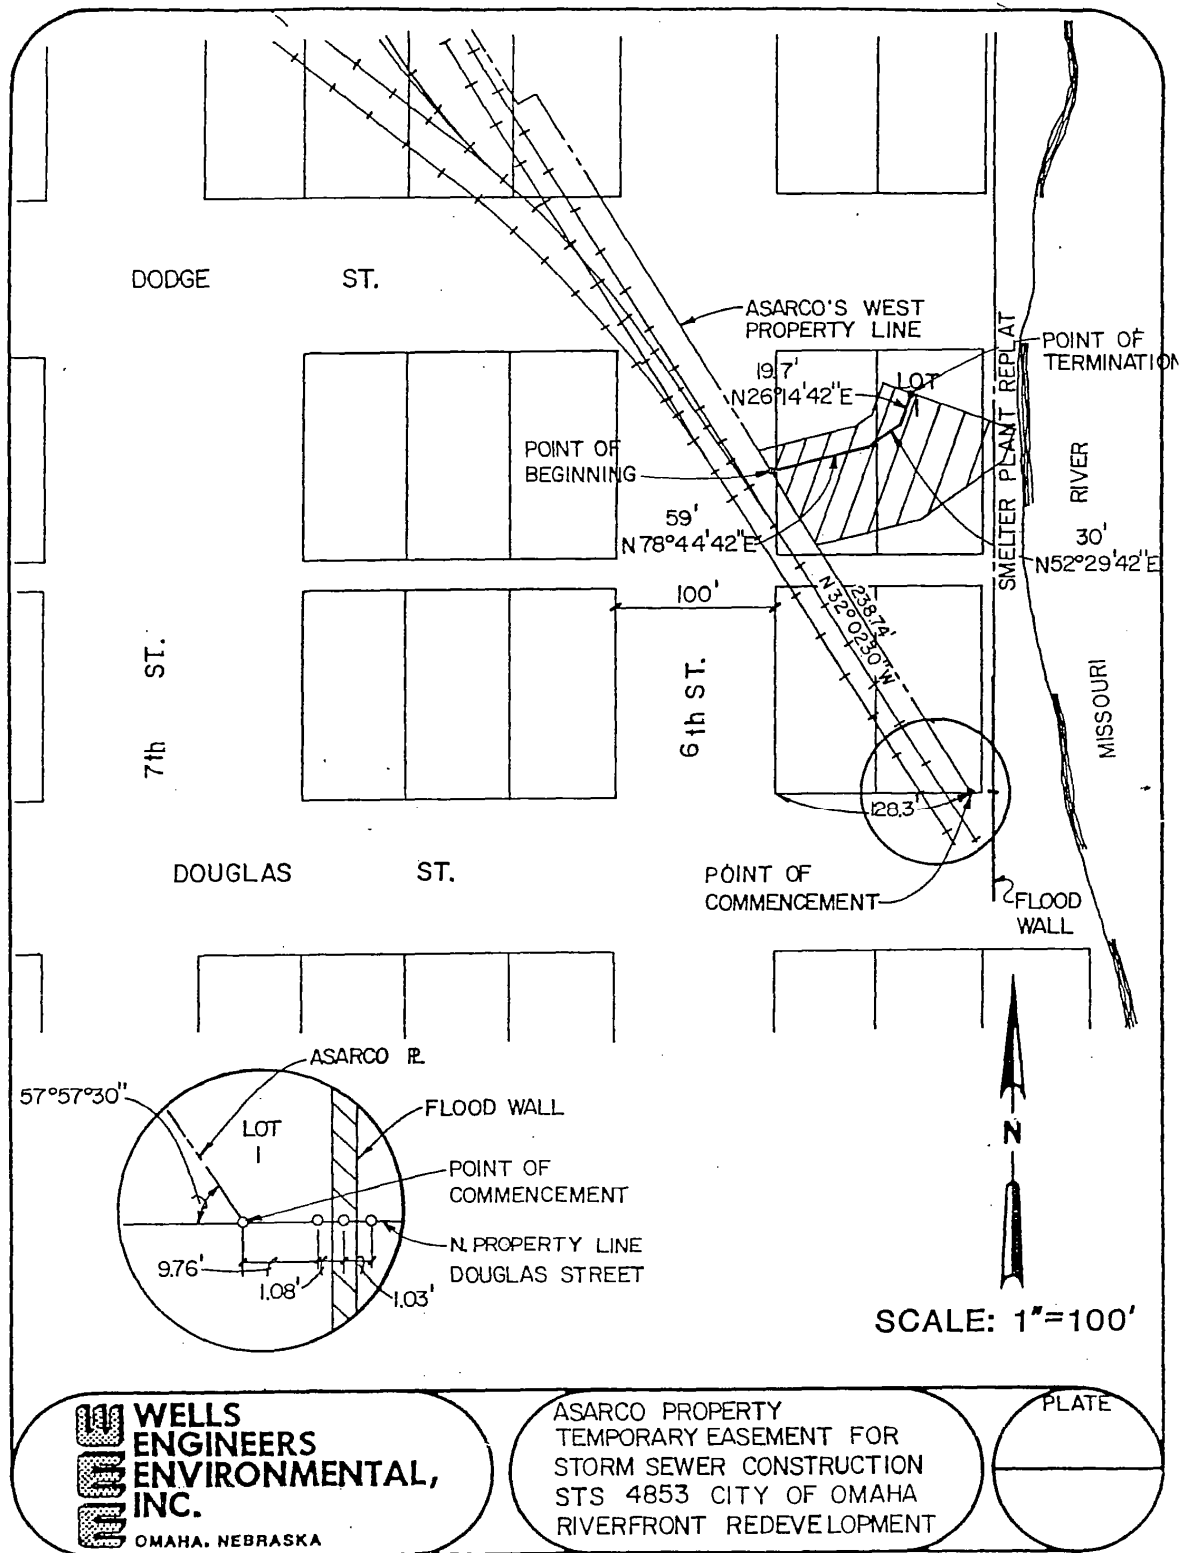 DODGE ST.
ASARCO'S WEST
PROPERTY LINE
POINT OF
TERMINATION
19.7'
N26°14'42"E
LOT
1
SMELTER PLANT REPLAT
POINT OF
BEGINNING
59'
N78°44'42"E
30'
N52°29'42"E
RIVER
MISSOURI
100'
238.74'
N32°02'30"W
7th ST.
6th ST.
128.3'
DOUGLAS ST.
POINT OF
COMMENCEMENT
FLOOD
WALL
ASARCO PL
57°57°30"
LOT
1
FLOOD WALL
POINT OF
COMMENCEMENT
N. PROPERTY LINE
DOUGLAS STREET
9.76'
1.08'
1.03'
N
SCALE: 1"=100'
WEE
WELLS
ENGINEERS
ENVIRONMENTAL,
INC.
OMAHA, NEBRASKA
ASARCO PROPERTY
TEMPORARY EASEMENT FOR
STORM SEWER CONSTRUCTION
STS 4853 CITY OF OMAHA
RIVERFRONT REDEVELOPMENT
PLATE